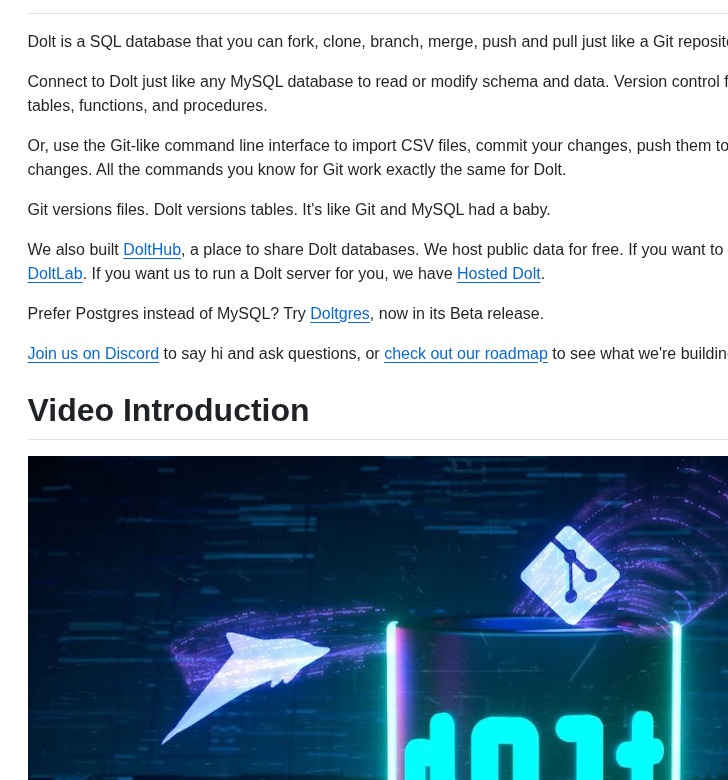 Dolt is a SQL database that you can fork, clone, branch, merge, push and pull just like a Git
Connect to Dolt just like any MySQL database to read or modify schema and data. Version control
tables, functions, and procedures.
Or, use the Git-like command line interface to import CSV files, commit your changes, push them to
changes. All the commands you know for Git work exactly the same for Dolt.
Git versions files. Dolt versions tables. It's like Git and MySQL had a baby.
We also built DoltHub, a place to share Dolt databases. We host public data for free. If you want to
DoltLab. If you want us to run a Dolt server for you, we have Hosted Dolt.
Prefer Postgres instead of MySQL? Try Doltgres, now in its Beta release.
Join us on Discord to say hi and ask questions, or check out our roadmap to see what we're
Video Introduction
dolt